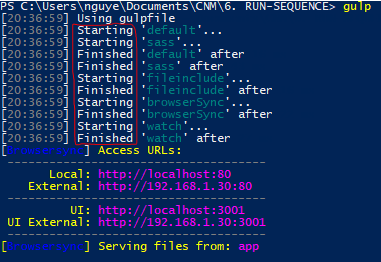 PS C:\Users\nguye\Documents\CNM\6. RUN-SEQUENCE> gulp
[20:36:59] Using gulpfile
[20:36:59] Starting 'default'...
[20:36:59] Starting 'sass'...
[20:36:59] Finished 'default' after
[20:36:59] Finished 'sass' after
[20:36:59] Starting 'fileinclude'...
[20:36:59] Finished 'fileinclude' after
[20:36:59] Starting 'browserSync'...
[20:36:59] Finished 'browserSync' after
[20:36:59] Starting 'watch'...
[20:36:59] Finished 'watch' after
[Browsersync] Access URLs:
--------------------------------------
Local: http://localhost:80
External: http://192.168.1.30:80
--------------------------------------
UI: http://localhost:3001
UI External: http://192.168.1.30:3001
--------------------------------------
[Browsersync] Serving files from: app